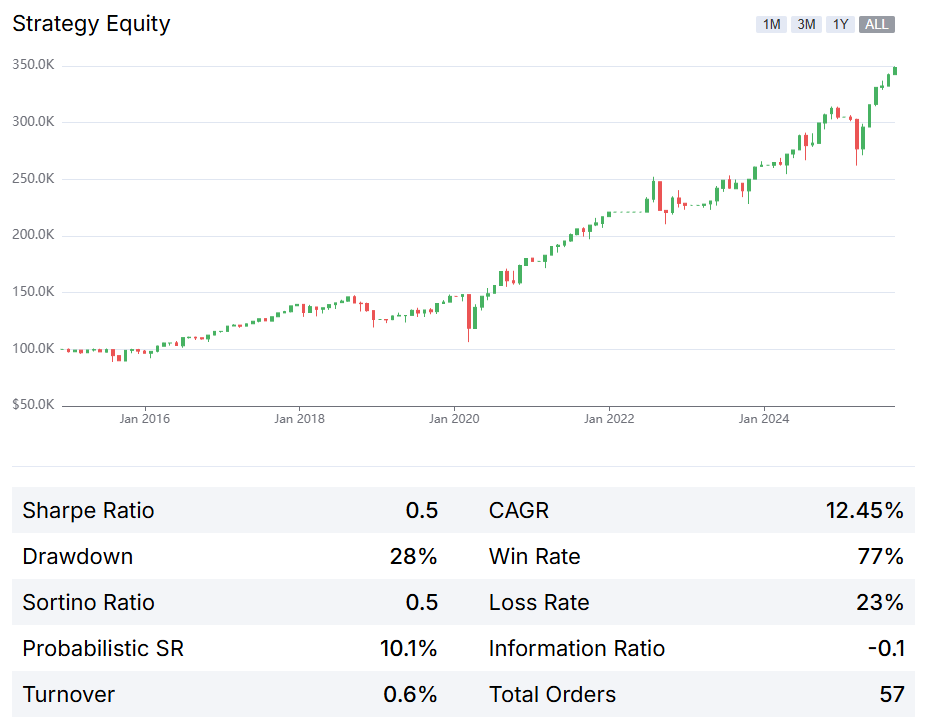 Strategy Equity
1M 3M 1Y ALL
350.0K
300.0K
250.0K
200.0K
150.0K
100.0K
$50.0K
Jan 2016 Jan 2018 Jan 2020 Jan 2022 Jan 2024
Sharpe Ratio 0.5 CAGR 12.45%
Drawdown 28% Win Rate 77%
Sortino Ratio 0.5 Loss Rate 23%
Probabilistic SR 10.1% Information Ratio -0.1
Turnover 0.6% Total Orders 57